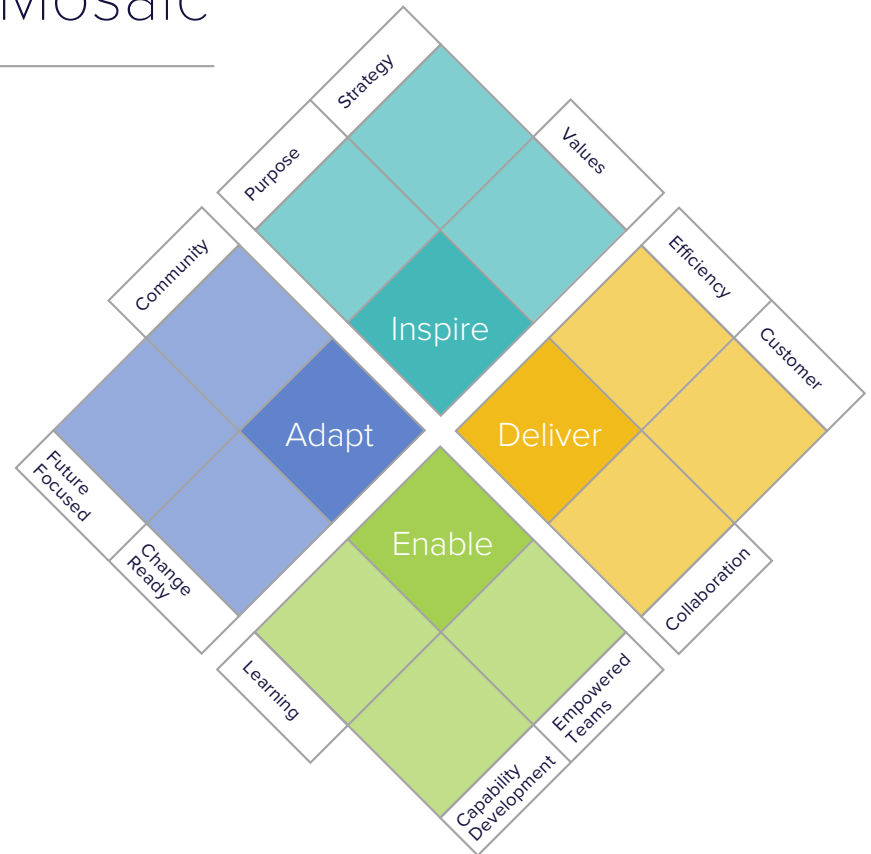 Mosaic
Strategy
Purpose
Values
Inspire
Community
Adapt
Future
Focused
Change
Ready
Efficiency
Customer
Deliver
Collaboration
Enable
Learning
Empowered
Teams
Capability
Development